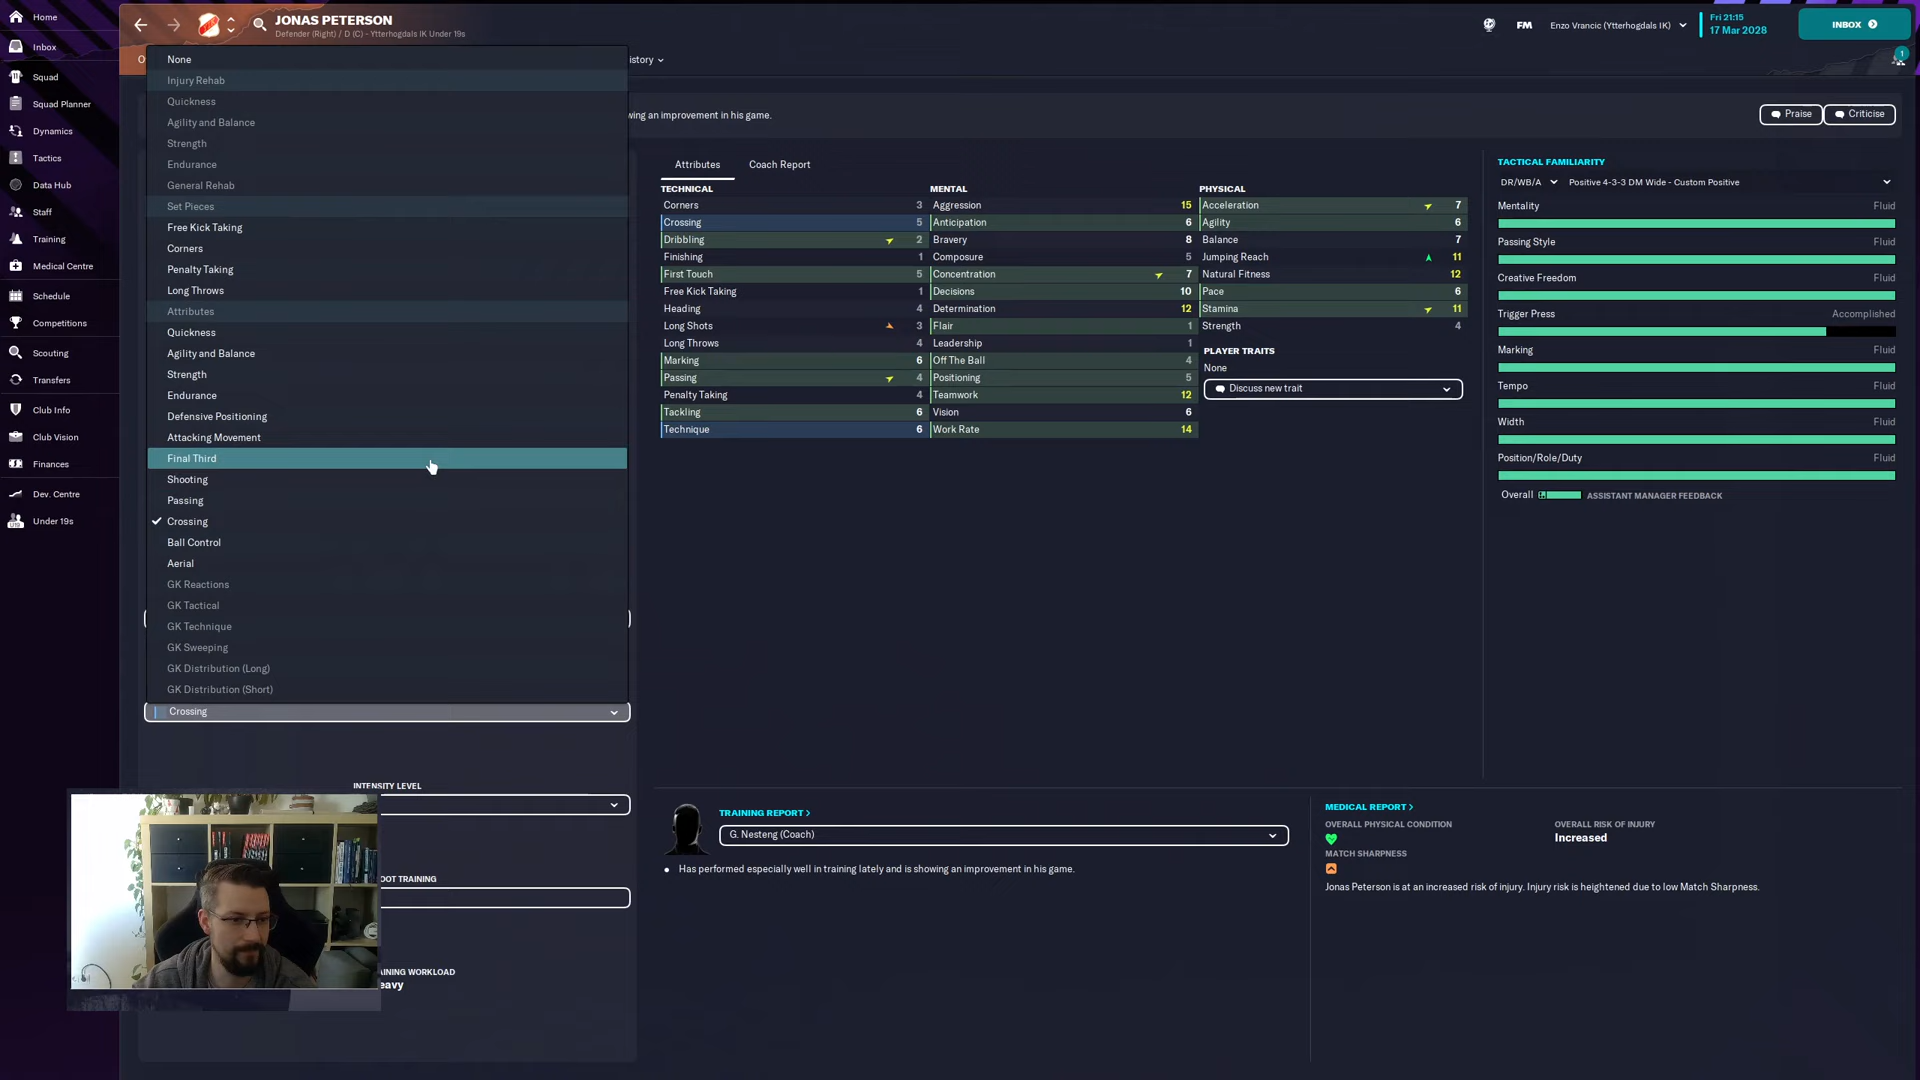 Home
JONAS PETERSON
Defender (Right) / D (C) - Ytterhogdals IK Under 19s
FM
Enzo Vrancic (Ytterhogdals IK)
Fri 21:15
17 Mar 2028
INBOX
1
Inbox
Squad
Squad Planner
Dynamics
Tactics
Data Hub
Staff
Training
Medical Centre
Schedule
Competitions
Scouting
Transfers
Club Info
Club Vision
Finances
Dev. Centre
Under 19s
O
istory
None
Injury Rehab
Quickness
Agility and Balance
Strength
Endurance
General Rehab
Set Pieces
Free Kick Taking
Corners
Penalty Taking
Long Throws
Attributes
Quickness
Agility and Balance
Strength
Endurance
Defensive Positioning
Attacking Movement
Final Third
Shooting
Passing
Crossing
Ball Control
Aerial
GK Reactions
GK Tactical
GK Technique
GK Sweeping
GK Distribution (Long)
GK Distribution (Short)
Crossing
INTENSITY LEVEL
OOT TRAINING
AINING WORKLOAD
eavy
wing an improvement in his game.
Praise
Criticise
Attributes
Coach Report
TECHNICAL
Corners 3
Crossing 5
Dribbling 2
Finishing 1
First Touch 5
Free Kick Taking 1
Heading 4
Long Shots 3
Long Throws 4
Marking 6
Passing 4
Penalty Taking 4
Tackling 6
Technique 6
MENTAL
Aggression 15
Anticipation 6
Bravery 8
Composure 5
Concentration 7
Decisions 10
Determination 12
Flair 1
Leadership 1
Off The Ball 4
Positioning 5
Teamwork 12
Vision 6
Work Rate 14
PHYSICAL
Acceleration 7
Agility 6
Balance 7
Jumping Reach 11
Natural Fitness 12
Pace 6
Stamina 11
Strength 4
PLAYER TRAITS
None
Discuss new trait
TACTICAL FAMILIARITY
DR/WB/A Positive 4-3-3 DM Wide - Custom Positive
Mentality Fluid
Passing Style Fluid
Creative Freedom Fluid
Trigger Press Accomplished
Marking Fluid
Tempo Fluid
Width Fluid
Position/Role/Duty Fluid
Overall ASSISTANT MANAGER FEEDBACK
TRAINING REPORT >
G. Nesteng (Coach)
Has performed especially well in training lately and is showing an improvement in his game.
MEDICAL REPORT >
OVERALL PHYSICAL CONDITION
OVERALL RISK OF INJURY
Increased
MATCH SHARPNESS
Jonas Peterson is at an increased risk of injury. Injury risk is heightened due to low Match Sharpness.